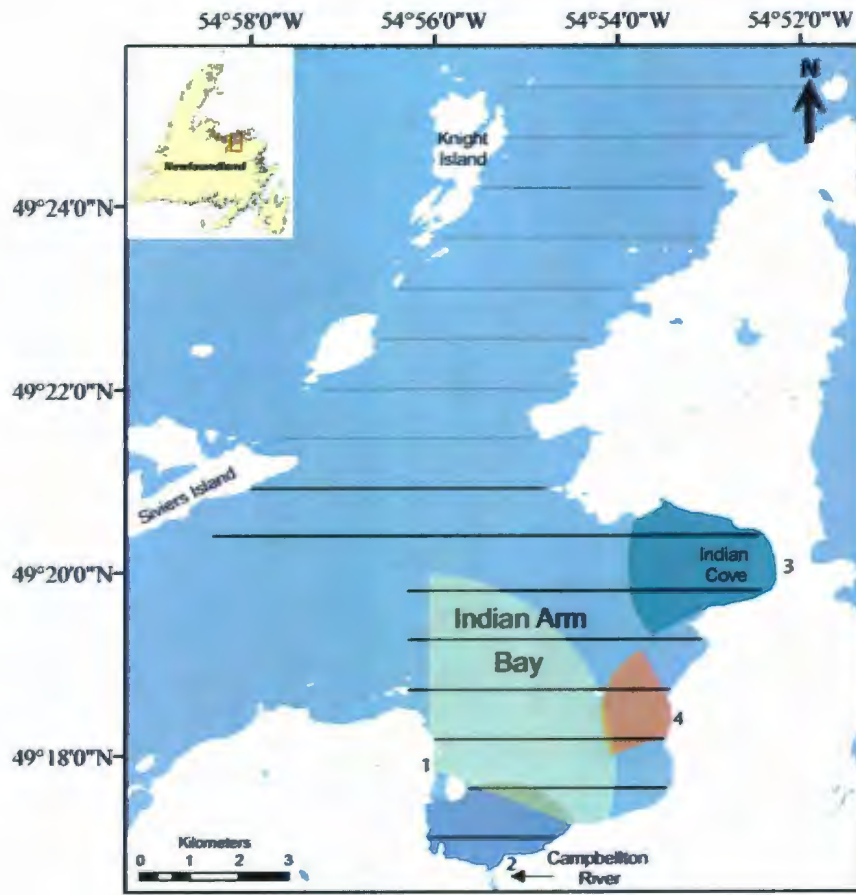 54°58'0"W 54°56'0"W 54°54'0"W 54°52'0"W
N
Newfoundland
Knight
Island
49°24'0"N
49°22'0"N
Siviers Island
49°20'0"N
Indian
Cove
3
Indian Arm
Bay
4
49°18'0"N
1
Kilometers
0 1 2 3
2
Campbellton
River